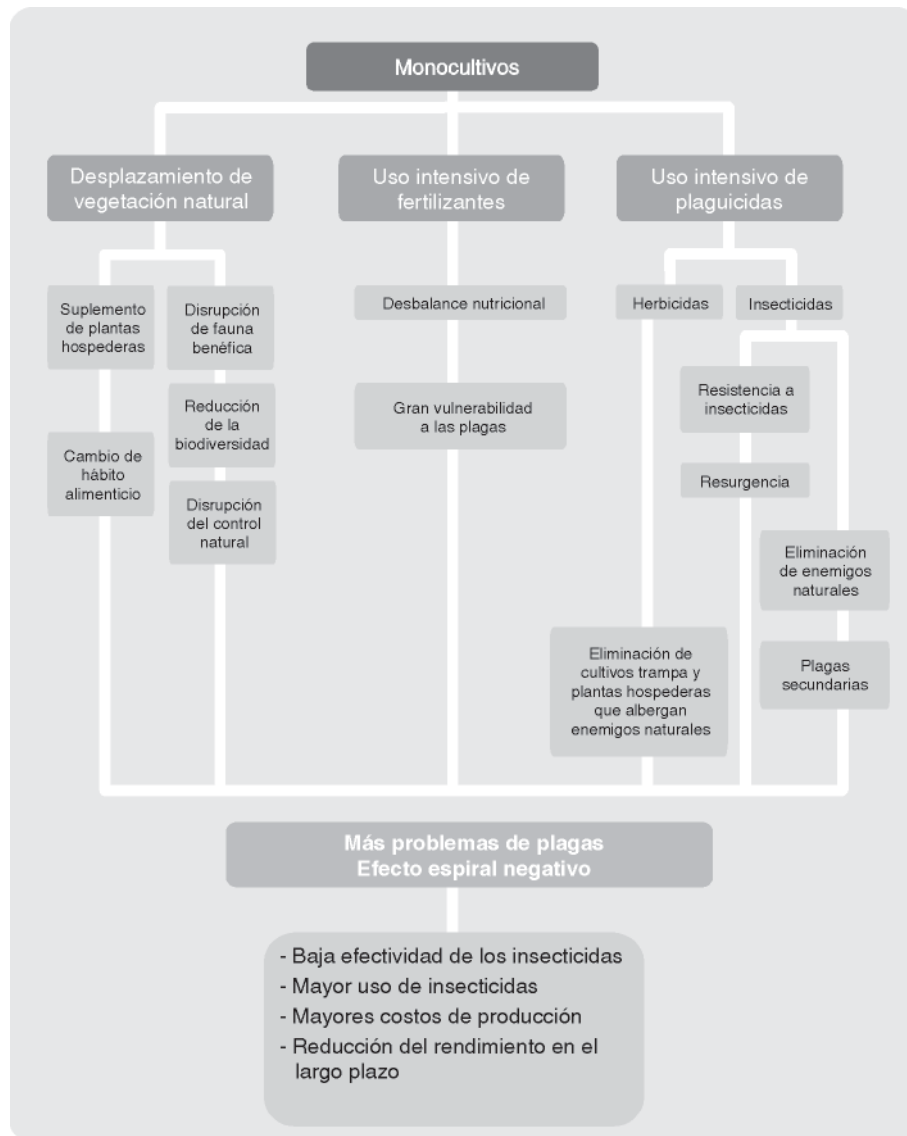 Monocultivos
Desplazamiento de
vegetación natural
Uso intensivo de
fertilizantes
Uso intensivo de
plaguicidas
Suplemento
de plantas
hospederas
Cambio de
hábito
alimenticio
Disrupción
de fauna
benéfica
Reducción
de la
biodiversidad
Disrupción
del control
natural
Desbalance nutricional
Gran vulnerabilidad
a las plagas
Herbicidas
Insecticidas
Eliminación de
cultivos trampa y
plantas hospederas
que albergan
enemigos naturales
Resistencia a
insecticidas
Resurgencia
Eliminación
de enemigos
naturales
Plagas
secundarias
Más problemas de plagas
Efecto espiral negativo
- Baja efectividad de los insecticidas
- Mayor uso de insecticidas
- Mayores costos de producción
- Reducción del rendimiento en el
largo plazo